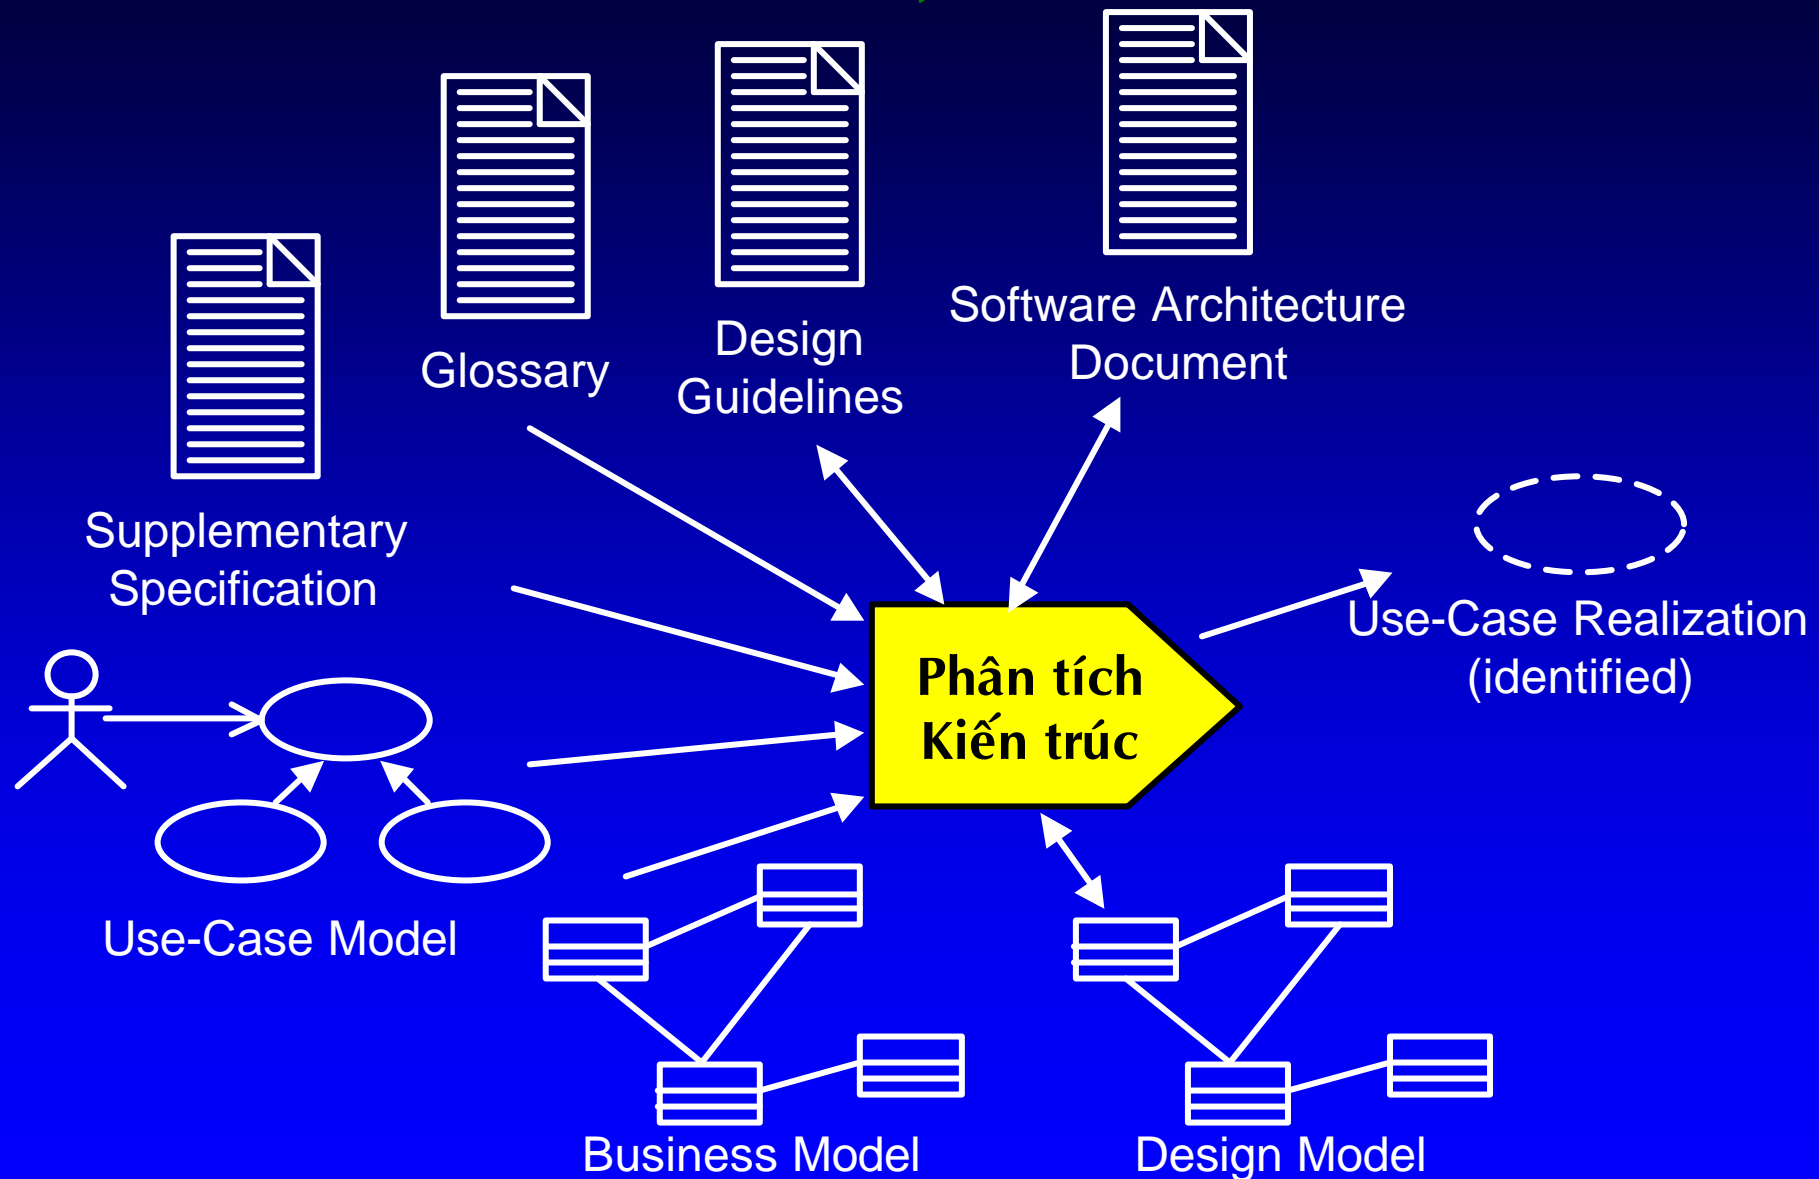 Software Architecture
Document
Design
Guidelines
Glossary
Supplementary
Specification
Use-Case Realization
(identified)
Phân tích
Kiến trúc
Use-Case Model
Business Model
Design Model